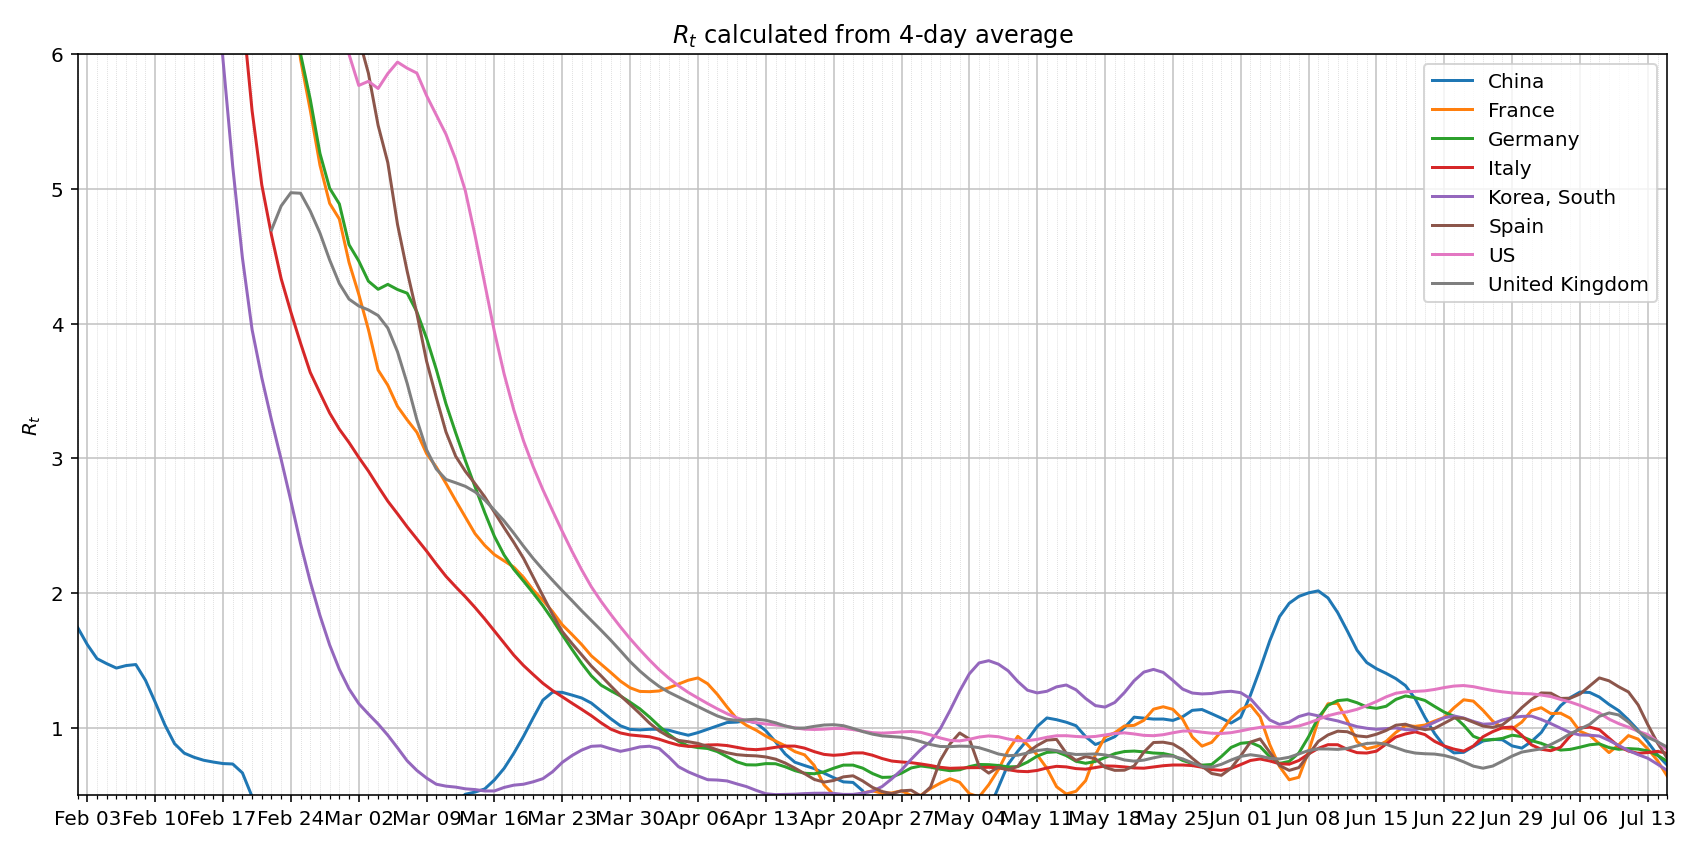 Rt calculated from 4-day average
Rt
6
5
4
3
2
1
China
France
Germany
Italy
Korea, South
Spain
US
United Kingdom
Feb 03 Feb 10 Feb 17 Feb 24 Mar 02 Mar 09 Mar 16 Mar 23 Mar 30 Apr 06 Apr 13 Apr 20 Apr 27 May 04 May 11 May 18 May 25 Jun 01 Jun 08 Jun 15 Jun 22 Jun 29 Jul 06 Jul 13